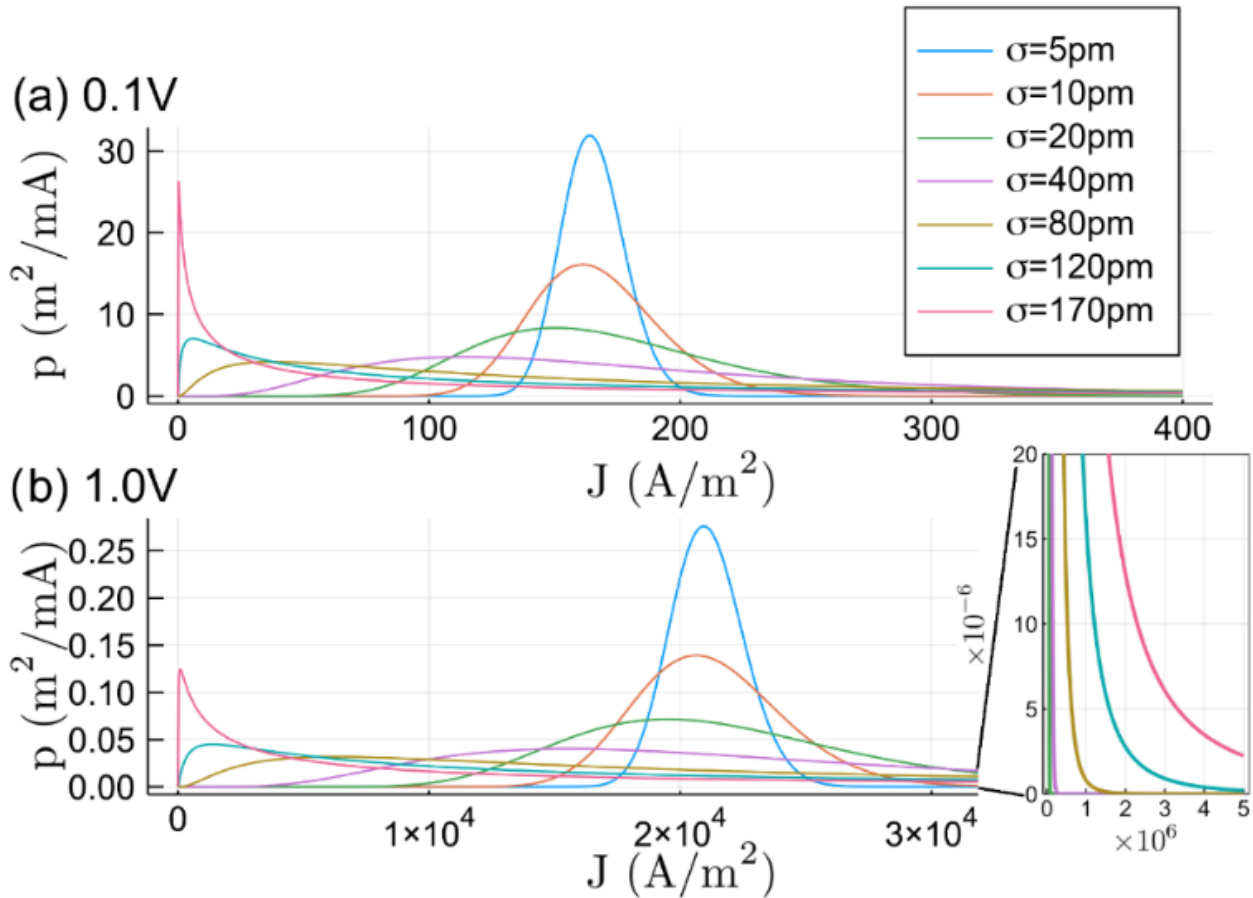 σ=5pm
σ=10pm
σ=20pm
σ=40pm
σ=80pm
σ=120pm
σ=170pm
(a) 0.1V
p (m²/mA)
30
20
10
0
0 100 200 300 400
J (A/m²)
(b) 1.0V
p (m²/mA)
0.25
0.20
0.15
0.10
0.05
0.00
0 1×10⁴ 2×10⁴ 3×10⁴
J (A/m²)
×10⁻⁶
20
15
10
5
0
0 1 2 3 4 5
×10⁶